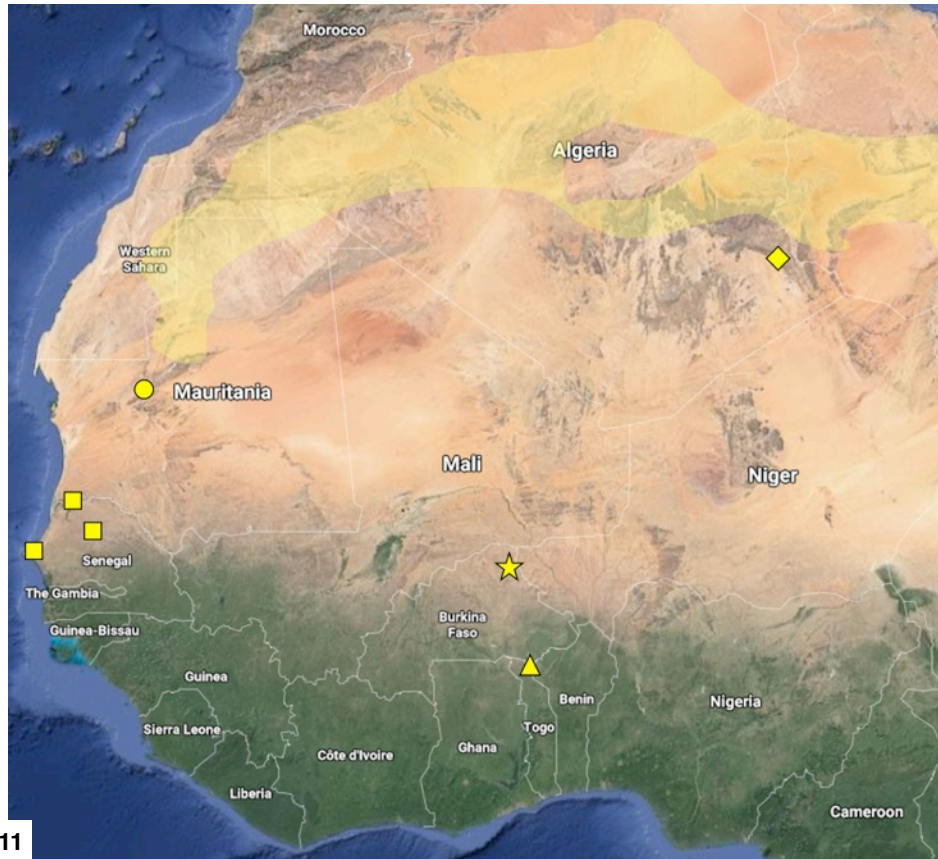 Morocco
Algeria
Western
Sahara
Mauritania
Mali
Niger
Senegal
The Gambia
Burkina
Faso
Guinea-Bissau
Guinea
Benin
Nigeria
Sierra Leone
Togo
Ghana
Côte d'Ivoire
Liberia
Cameroon
11